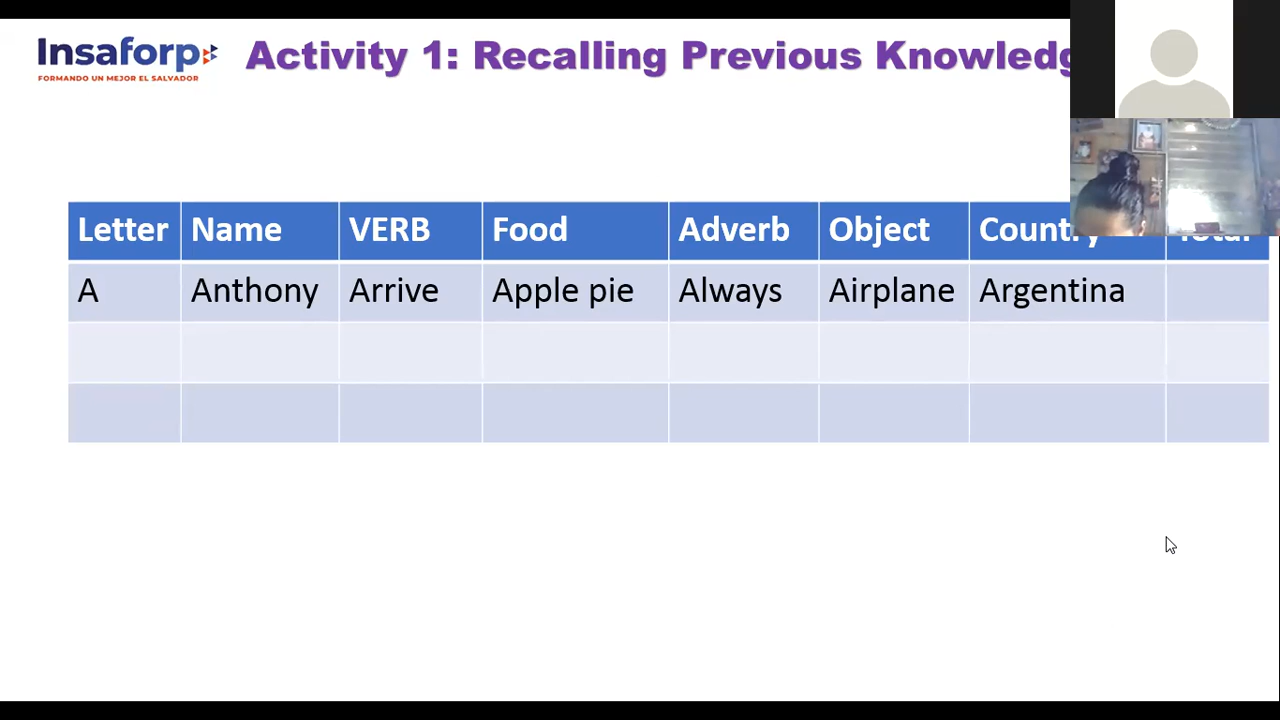 Insaforp
FORMANDO UN MEJOR EL SALVADOR
Activity 1: Recalling Previous
Letter Name VERB Food Adverb Object Country
A Anthony Arrive Apple pie Always Airplane Argentina